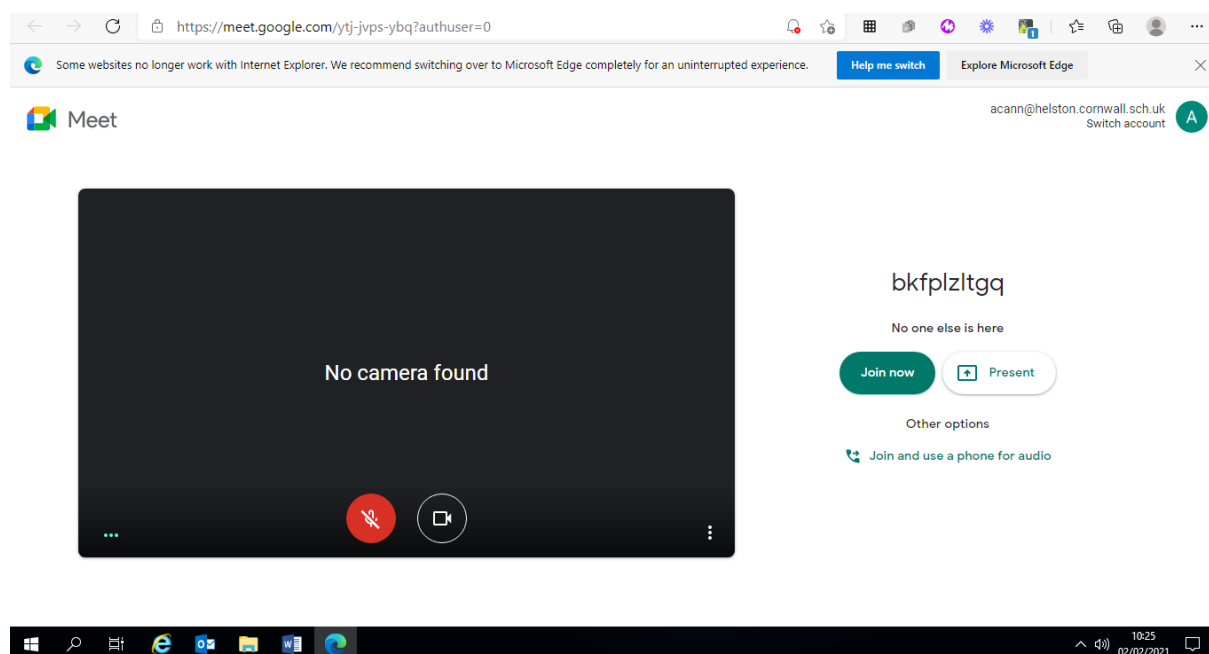 https://meet.google.com/ytj-jvps-ybq?authuser=0
1
Some websites no longer work with Internet Explorer. We recommend switching over to Microsoft Edge completely for an uninterrupted experience.
Help me switch
Explore Microsoft Edge
Meet
acann@helston.cornwall.sch.uk
Switch account
A
No camera found
bkfplzltgq
No one else is here
Join now
Present
Other options
Join and use a phone for audio
10:25
02/02/2021